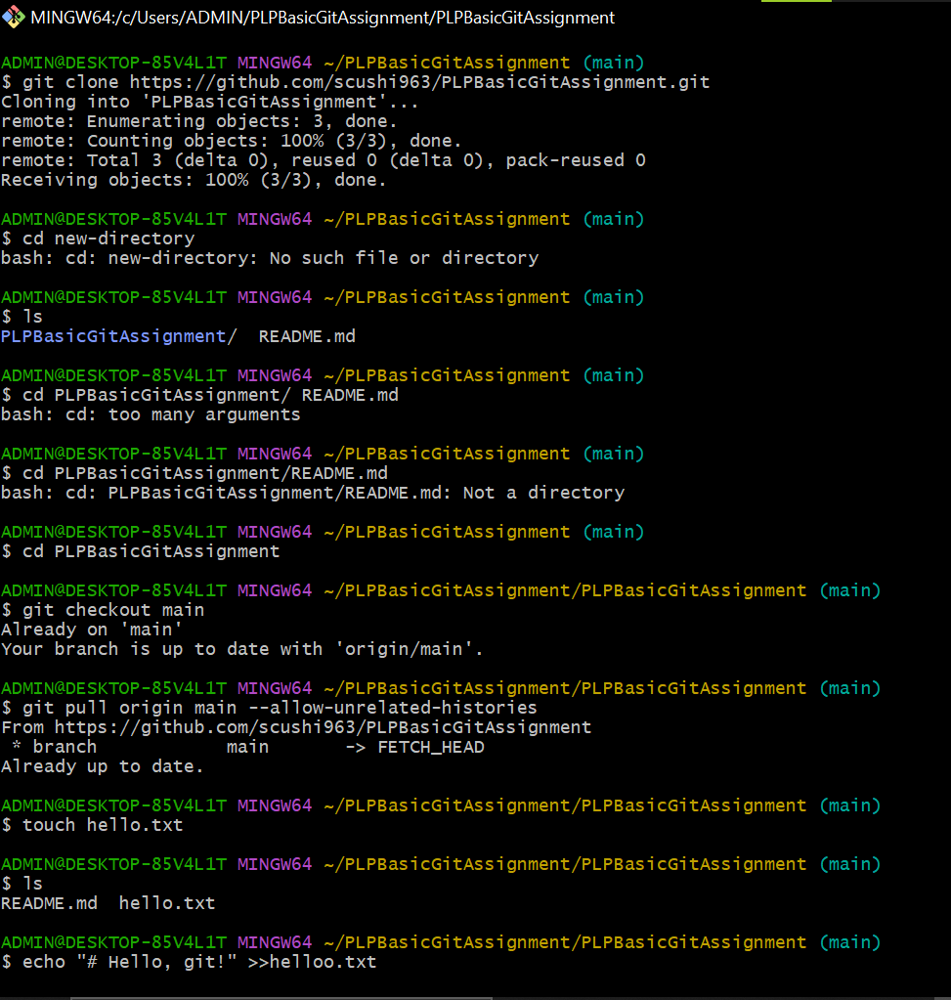 MINGW64:/c/Users/ADMIN/PLPBasicGitAssignment/PLPBasicGitAssignment
ADMIN@DESKTOP-85V4L1T MINGW64 ~/PLPBasicGitAssignment (main)
$ git clone https://github.com/scushi963/PLPBasicGitAssignment.git
Cloning into 'PLPBasicGitAssignment'...
remote: Enumerating objects: 3, done.
remote: Counting objects: 100% (3/3), done.
remote: Total 3 (delta 0), reused 0 (delta 0), pack-reused 0
Receiving objects: 100% (3/3), done.
ADMIN@DESKTOP-85V4L1T MINGW64 ~/PLPBasicGitAssignment (main)
$ cd new-directory
bash: cd: new-directory: No such file or directory
ADMIN@DESKTOP-85V4L1T MINGW64 ~/PLPBasicGitAssignment (main)
$ ls
PLPBasicGitAssignment/  README.md
ADMIN@DESKTOP-85V4L1T MINGW64 ~/PLPBasicGitAssignment (main)
$ cd PLPBasicGitAssignment/ README.md
bash: cd: too many arguments
ADMIN@DESKTOP-85V4L1T MINGW64 ~/PLPBasicGitAssignment (main)
$ cd PLPBasicGitAssignment/README.md
bash: cd: PLPBasicGitAssignment/README.md: Not a directory
ADMIN@DESKTOP-85V4L1T MINGW64 ~/PLPBasicGitAssignment (main)
$ cd PLPBasicGitAssignment
ADMIN@DESKTOP-85V4L1T MINGW64 ~/PLPBasicGitAssignment/PLPBasicGitAssignment (main)
$ git checkout main
Already on 'main'
Your branch is up to date with 'origin/main'.
ADMIN@DESKTOP-85V4L1T MINGW64 ~/PLPBasicGitAssignment/PLPBasicGitAssignment (main)
$ git pull origin main --allow-unrelated-histories
From https://github.com/scushi963/PLPBasicGitAssignment
 * branch            main       -> FETCH_HEAD
Already up to date.
ADMIN@DESKTOP-85V4L1T MINGW64 ~/PLPBasicGitAssignment/PLPBasicGitAssignment (main)
$ touch hello.txt
ADMIN@DESKTOP-85V4L1T MINGW64 ~/PLPBasicGitAssignment/PLPBasicGitAssignment (main)
$ ls
README.md  hello.txt
ADMIN@DESKTOP-85V4L1T MINGW64 ~/PLPBasicGitAssignment/PLPBasicGitAssignment (main)
$ echo "# Hello, git!" >>helloo.txt